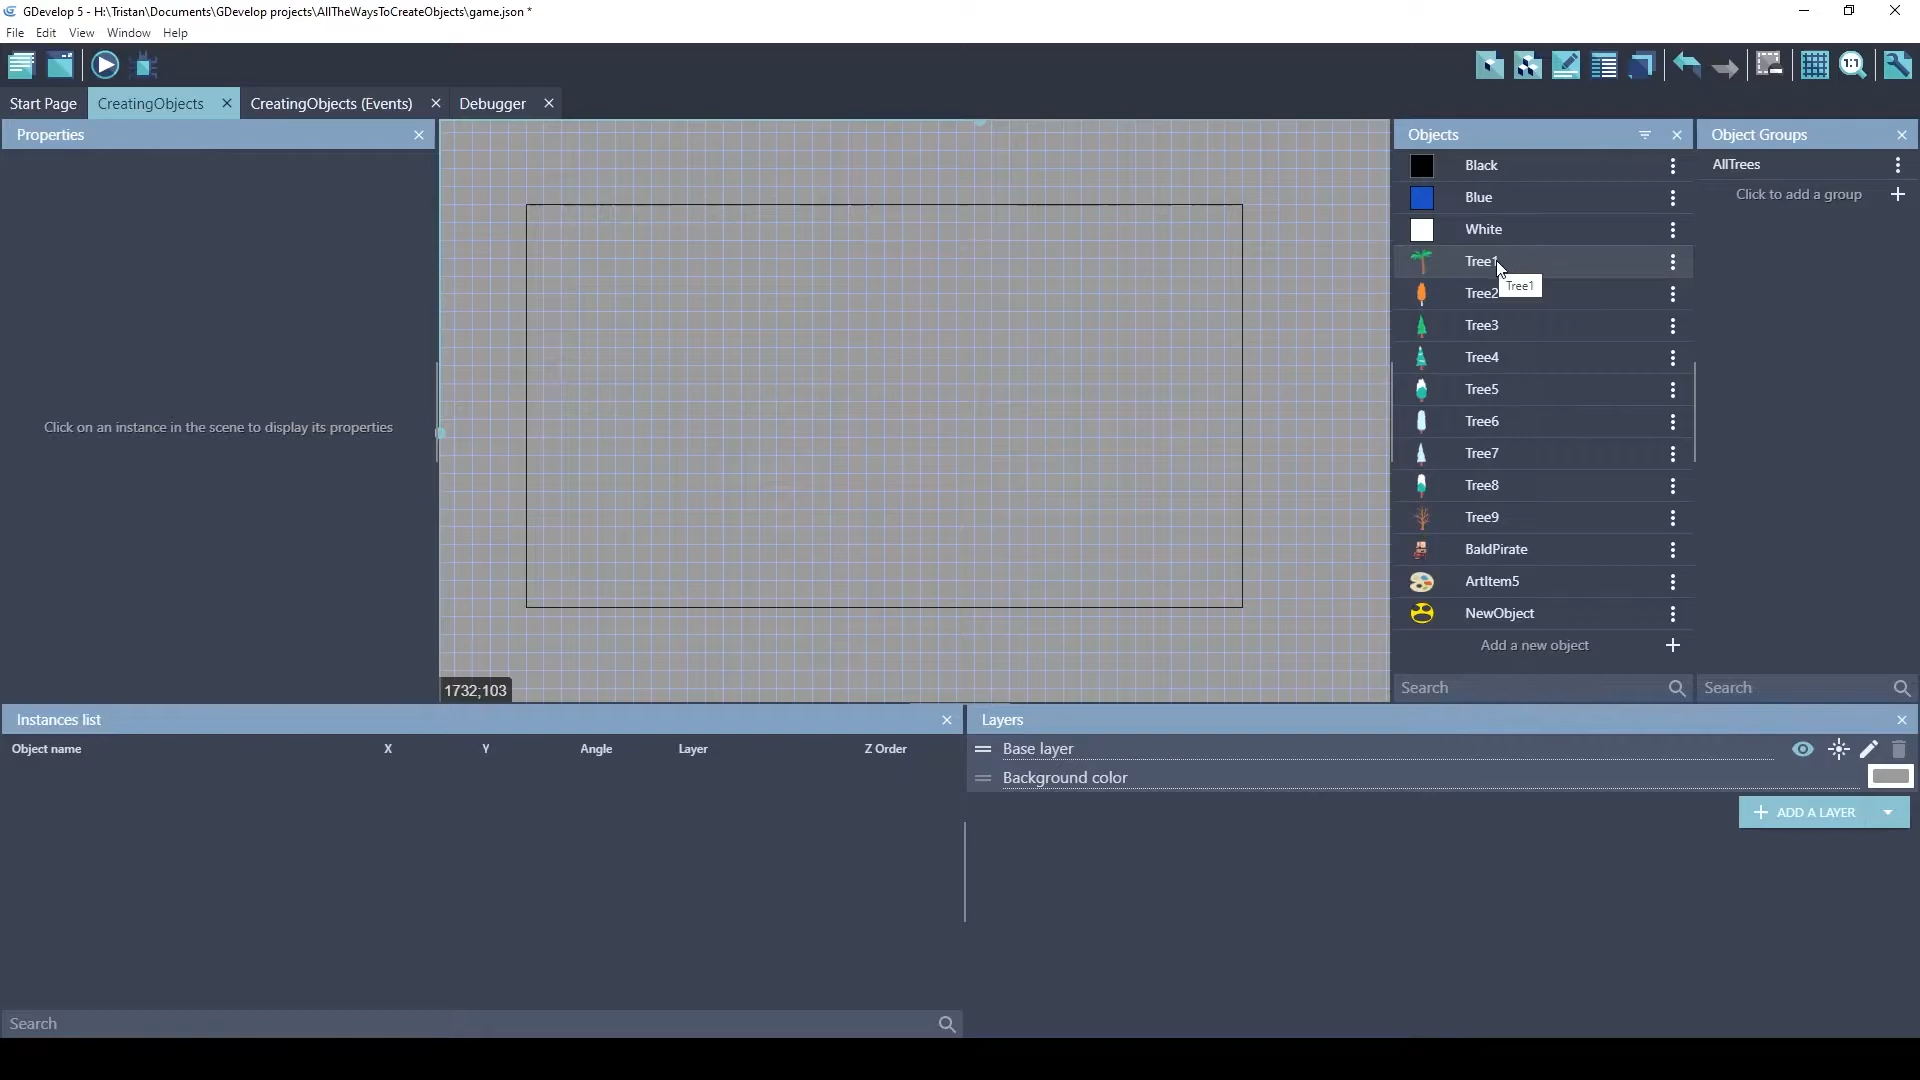 GDevelop 5 - H:\Tristan\Documents\GDevelop projects\AllTheWaysToCreateObjects\game.json *
File Edit View Window Help
1:1
Start Page CreatingObjects CreatingObjects (Events) Debugger
Properties
Click on an instance in the scene to display its properties
1732;103
Objects
Black
Blue
White
Tree1
Tree1
Tree2
Tree3
Tree4
Tree5
Tree6
Tree7
Tree8
Tree9
BaldPirate
ArtItem5
NewObject
Add a new object
Search
Object Groups
AllTrees
Click to add a group
Search
Instances list
Object name X Y Angle Layer Z Order
Search
Layers
Base layer
Background color
ADD A LAYER